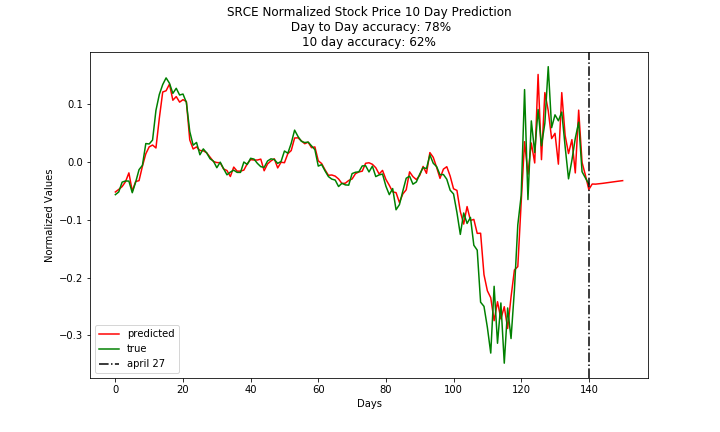 SRCE Normalized Stock Price 10 Day Prediction
Day to Day accuracy: 78%
10 day accuracy: 62%
Normalized Values
0.1
0.0
−0.1
−0.2
−0.3
predicted
true
april 27
0 20 40 60 80 100 120 140
Days